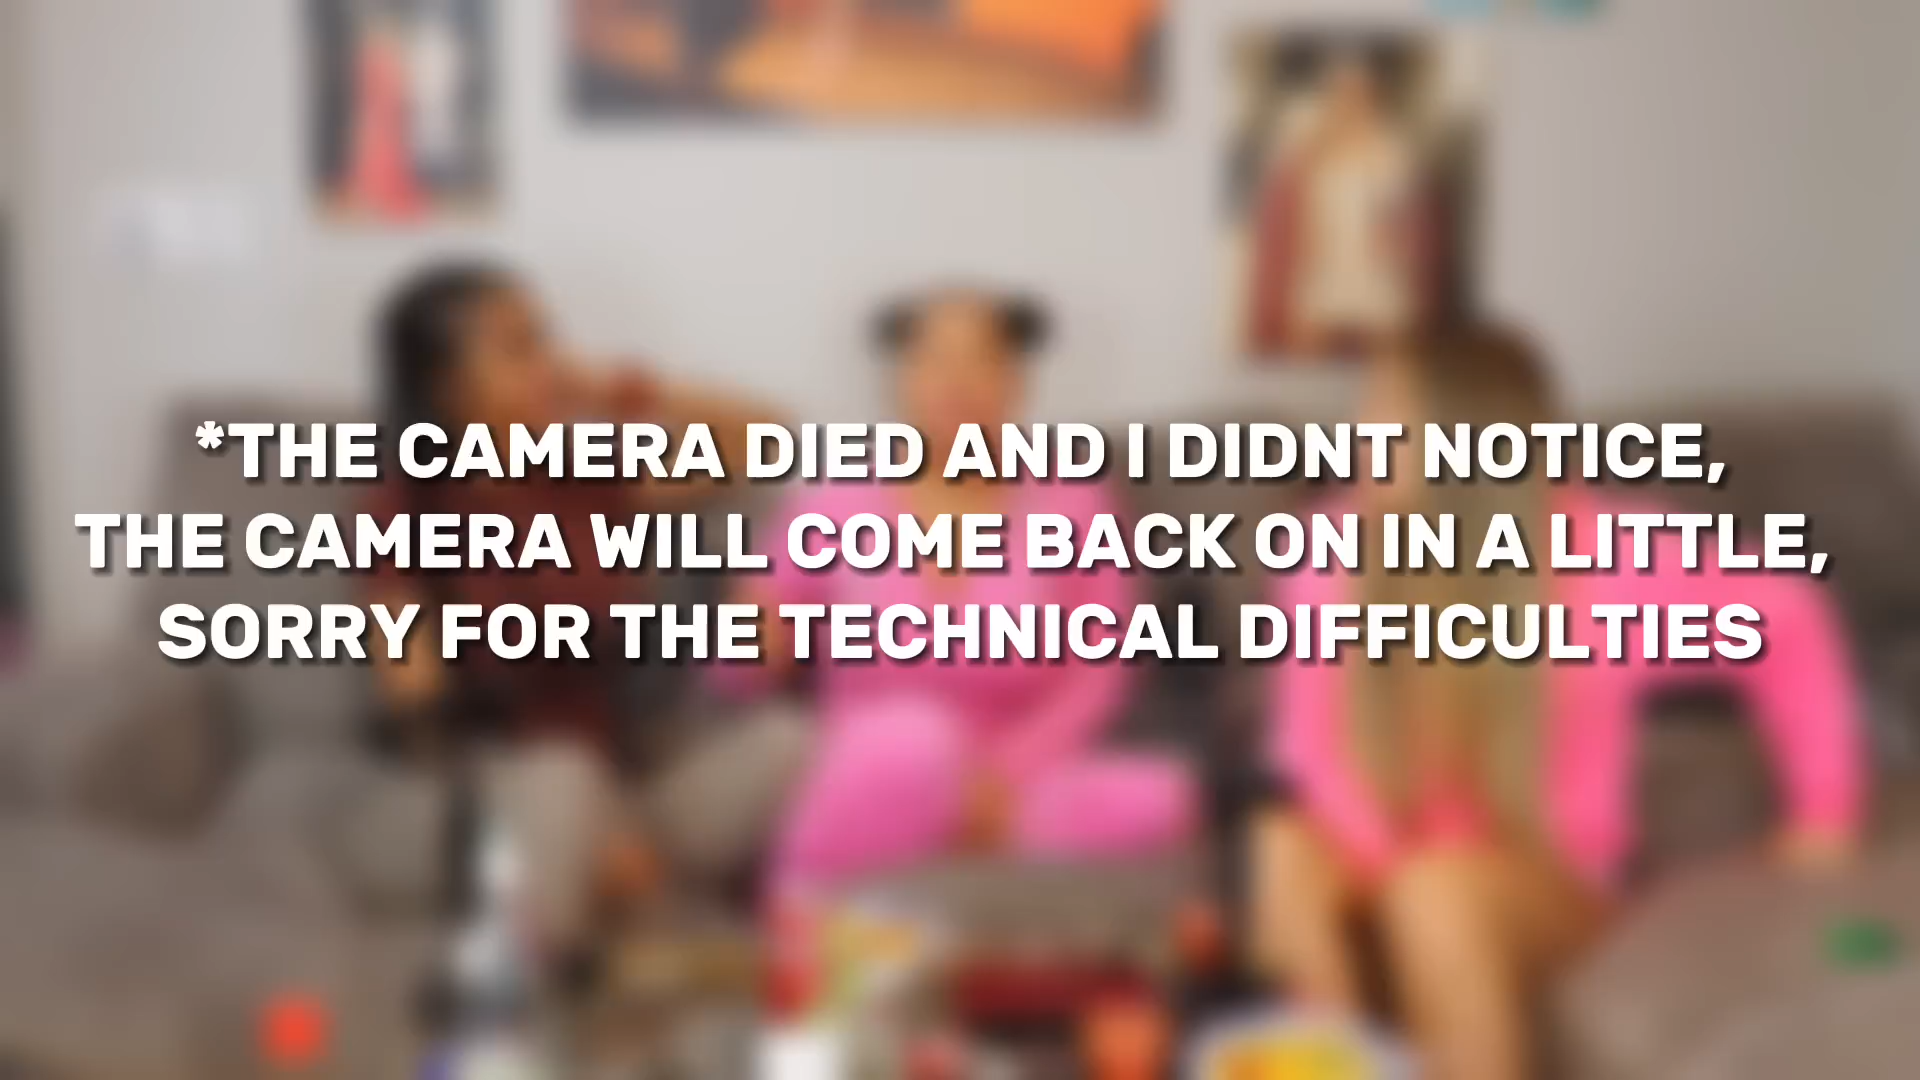 *THE CAMERA DIED AND I DIDNT NOTICE,
THE CAMERA WILL COME BACK ON IN A LITTLE,
SORRY FOR THE TECHNICAL DIFFICULTIES